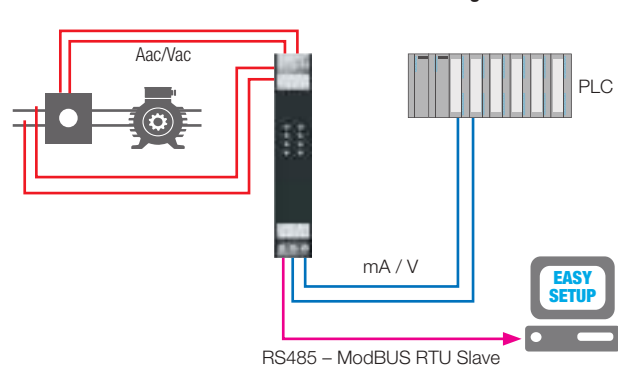 Aac/Vac
PLC
mA / V
EASY
SETUP
RS485 – ModBUS RTU Slave